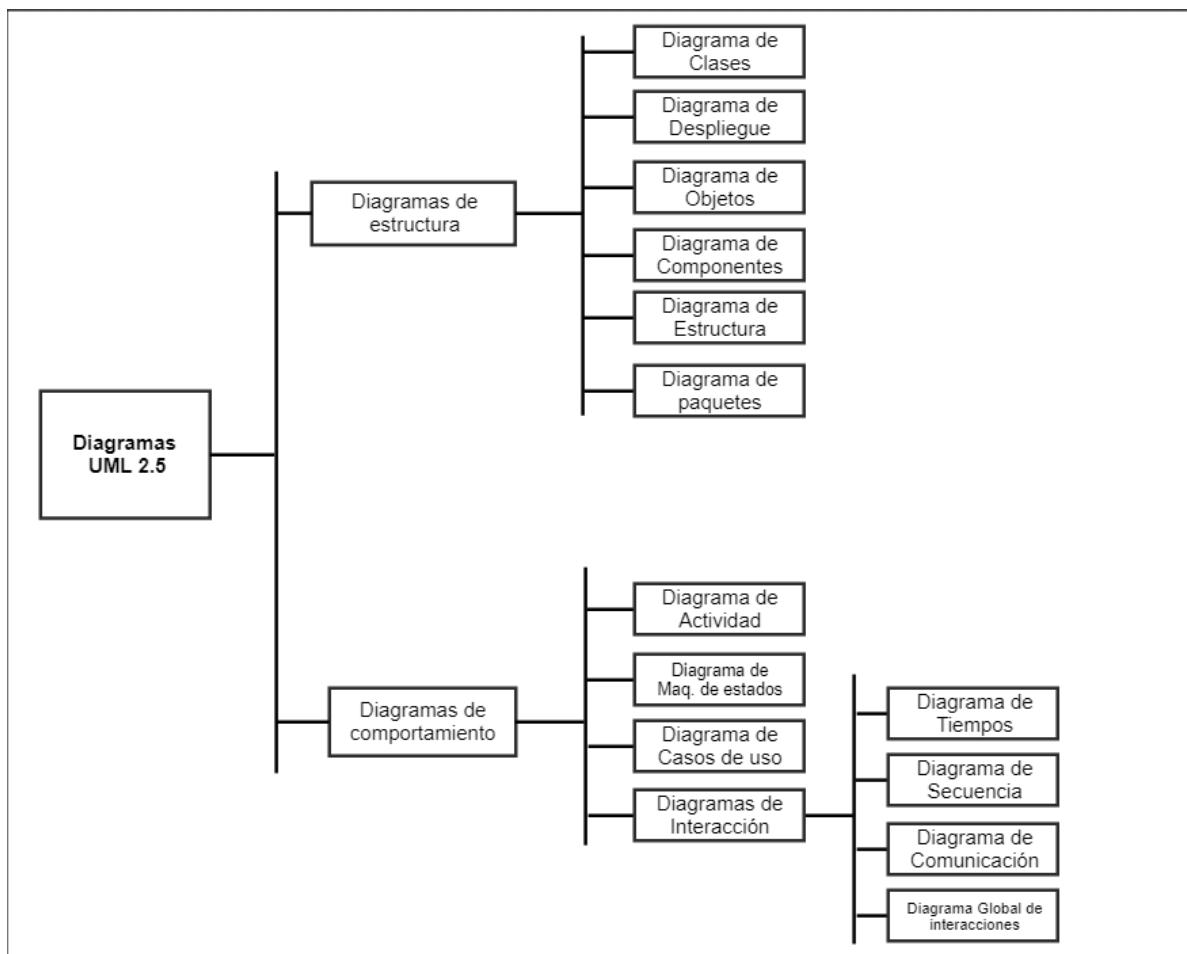 Diagramas
UML 2.5
Diagramas de
estructura
Diagrama de
Clases
Diagrama de
Despliegue
Diagrama de
Objetos
Diagrama de
Componentes
Diagrama de
Estructura
Diagrama de
paquetes
Diagramas de
comportamiento
Diagrama de
Actividad
Diagrama de
Maq. de estados
Diagrama de
Casos de uso
Diagramas de
Interacción
Diagrama de
Tiempos
Diagrama de
Secuencia
Diagrama de
Comunicación
Diagrama Global de
interacciones